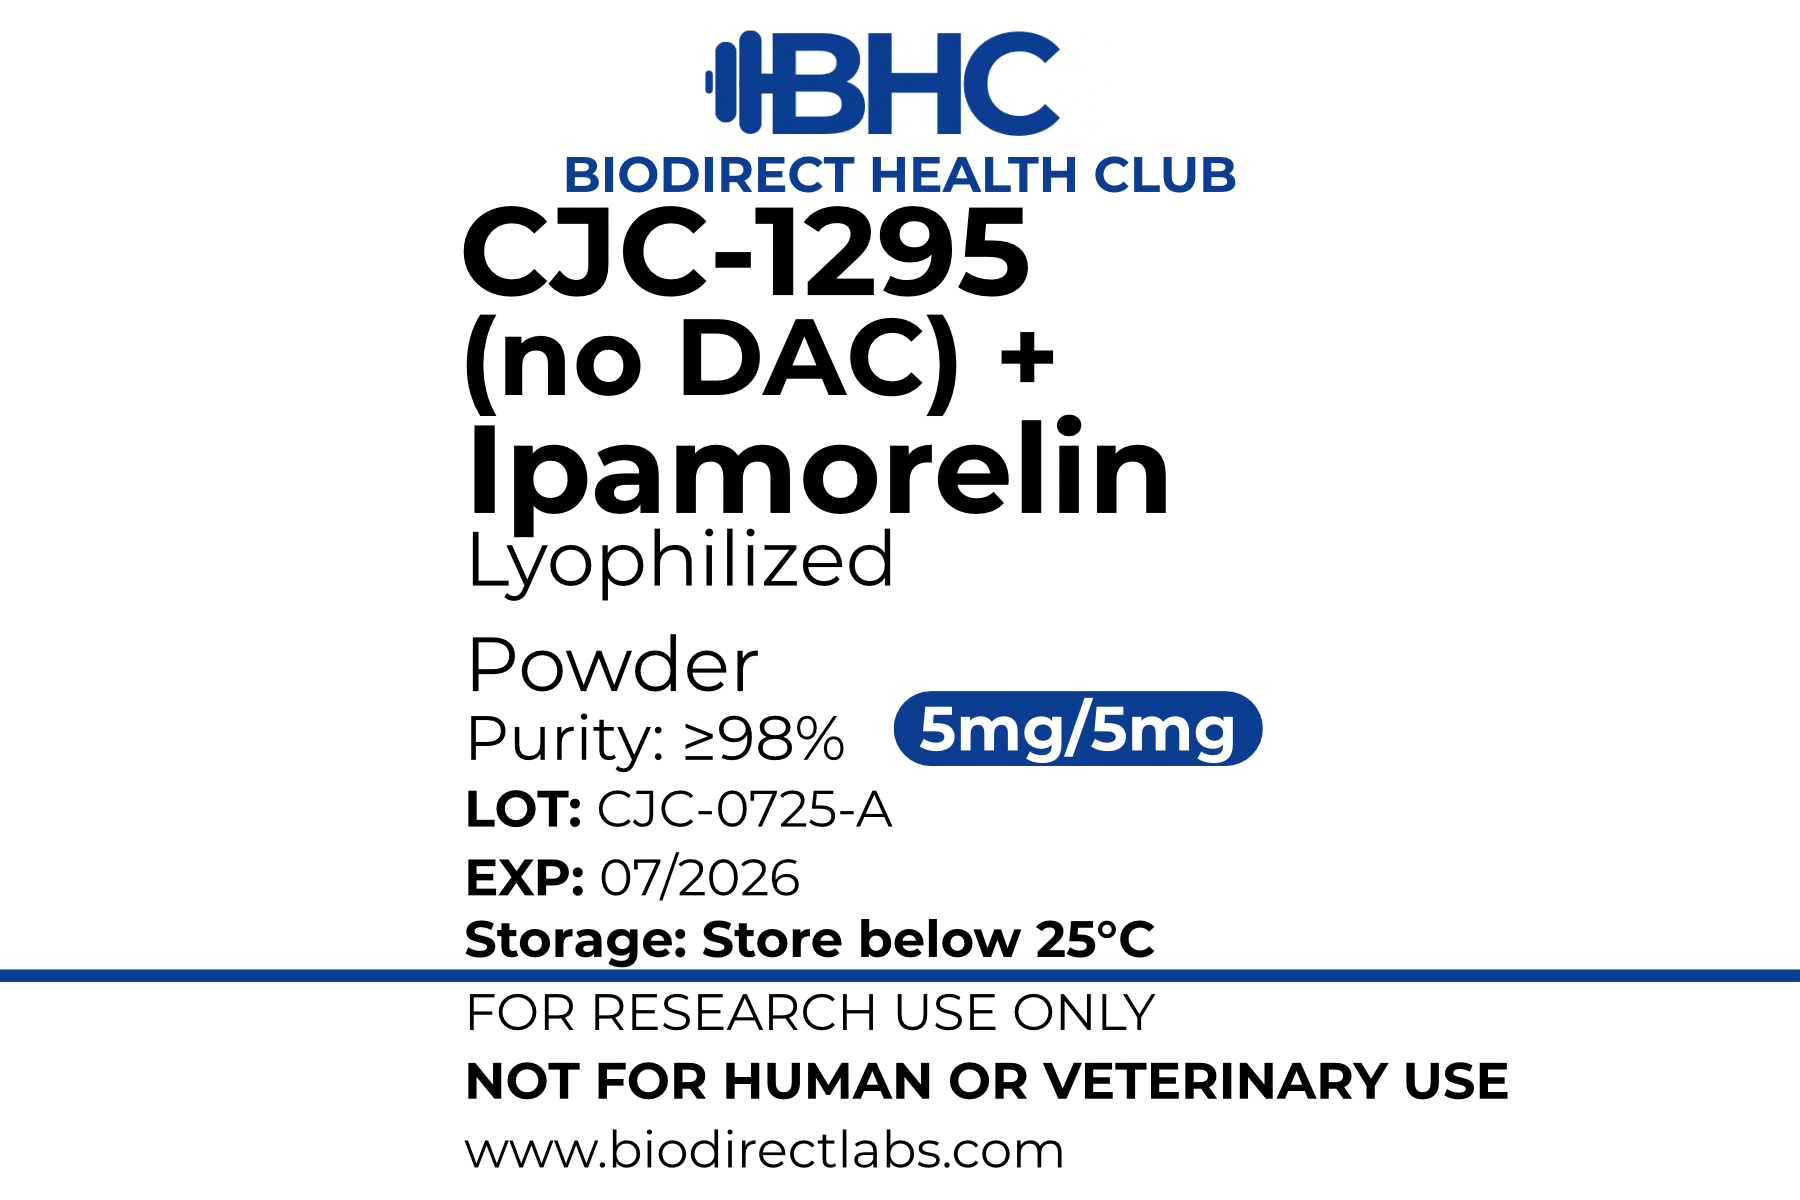 BHC
BIODIRECT HEALTH CLUB
CJC-1295
(no DAC) +
Ipamorelin
Lyophilized
Powder
Purity: ≥98%
5mg/5mg
LOT: CJC-0725-A
EXP: 07/2026
Storage: Store below 25°C
FOR RESEARCH USE ONLY
NOT FOR HUMAN OR VETERINARY USE
www.biodirectlabs.com